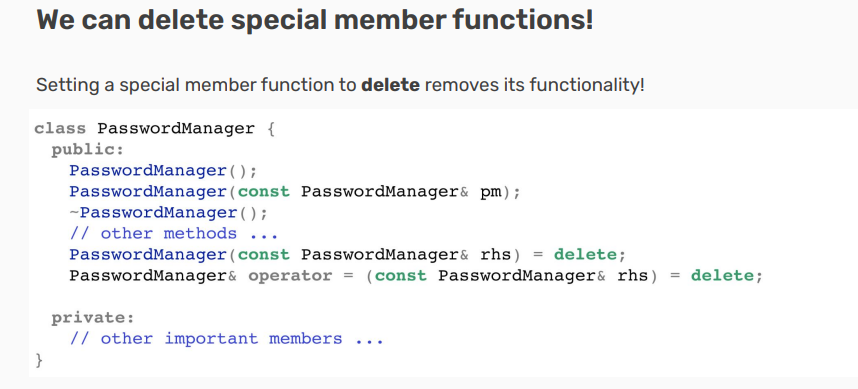 We can delete special member functions!
Setting a special member function to delete removes its functionality!
class PasswordManager {
public:
PasswordManager();
PasswordManager(const PasswordManager& pm);
~PasswordManager();
// other methods ...
PasswordManager(const PasswordManager& rhs) = delete;
PasswordManager& operator = (const PasswordManager& rhs) = delete;
private:
// other important members ...
}